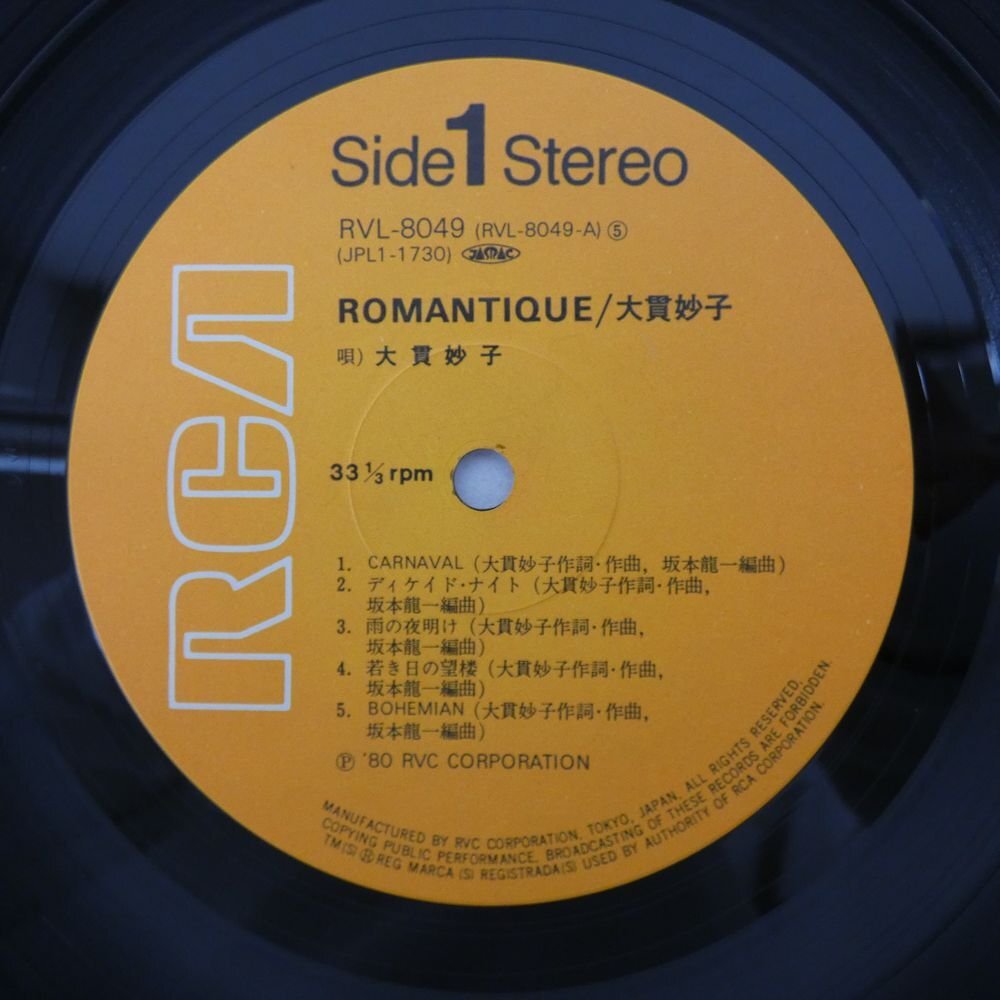 Side 1 Stereo
RVL-8049 (RVL-8049-A) ⑤
(JPL1-1730) JASRAC
ROMANTIQUE/大貫妙子
唄) 大貫妙子
RCA
33 1/3 rpm
1. CARNAVAL (大貫妙子作詞・作曲, 坂本龍一編曲)
2. ディケイド・ナイト (大貫妙子作詞・作曲,
坂本龍一編曲)
3. 雨の夜明け (大貫妙子作詞・作曲,
坂本龍一編曲)
4. 若き日の望楼 (大貫妙子作詞・作曲,
坂本龍一編曲)
5. BOHEMIAN (大貫妙子作詞・作曲,
坂本龍一編曲)
Ⓟ '80 RVC CORPORATION
MANUFACTURED BY RVC CORPORATION, TOKYO, JAPAN. ALL RIGHTS RESERVED.
COPYING PUBLIC PERFORMANCE. BROADCASTING OF THESE RECORDS ARE FORBIDDEN.
TM(S) ® REG MARCA (S) REGISTRADA(S) USED BY AUTHORITY OF RCA CORPORATION.